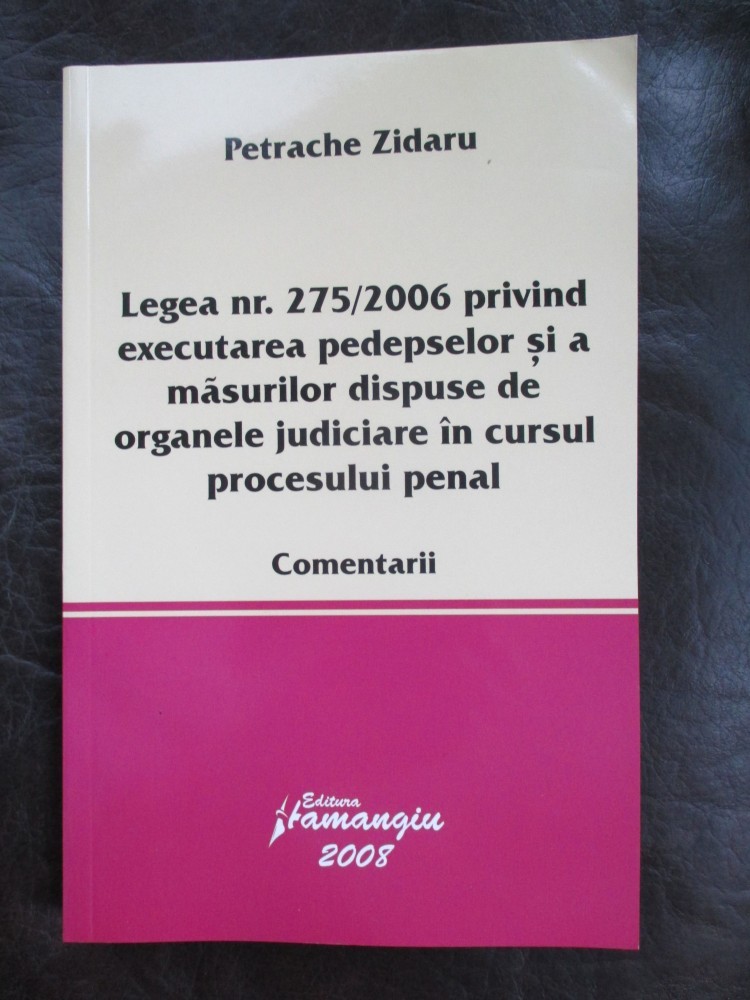 Petrache Zidaru
Legea nr. 275/2006 privind
executarea pedepselor și a
mãsurilor dispuse de
organele judiciare în cursul
procesului penal
Comentarii
Editura
Hamangiu
2008